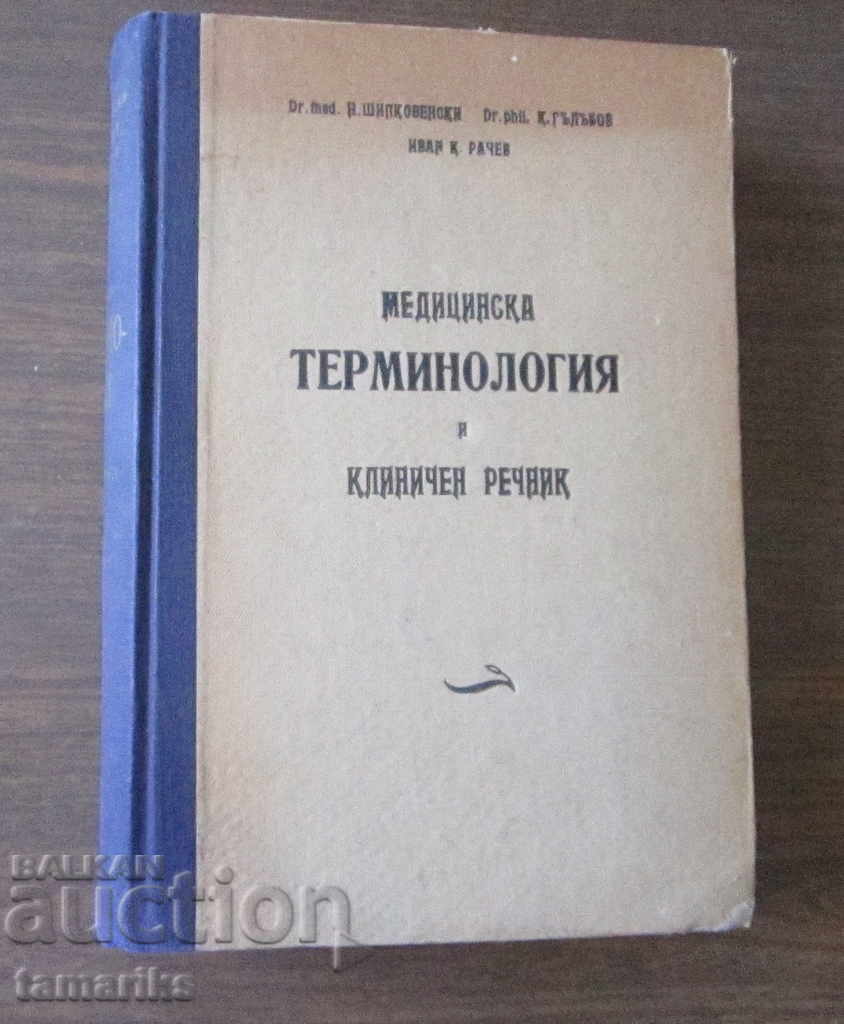 Dr. med. Н. ШИПКОВЕНСКИ Dr. phil. К. ГЪЛЪБОВ
ИВАН К. РАЧЕВ
МЕДИЦИНСКА
ТЕРМИНОЛОГИЯ
И
КЛИНИЧЕН РЕЧНИК
BALKAN
auction
tamariks